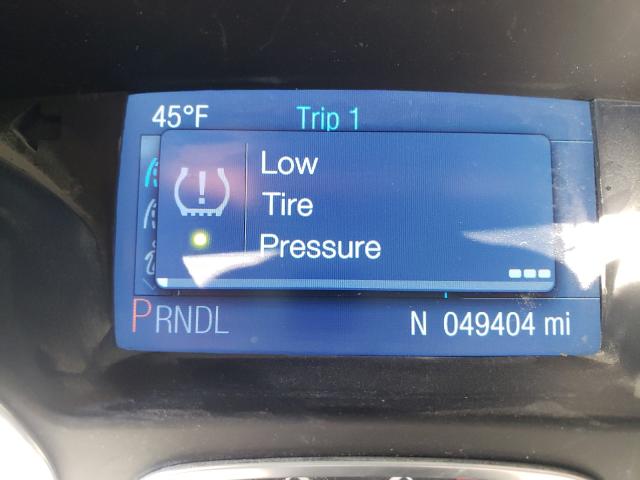 45°F Trip 1
Low
Tire
Pressure
PRNDL N 049404 mi